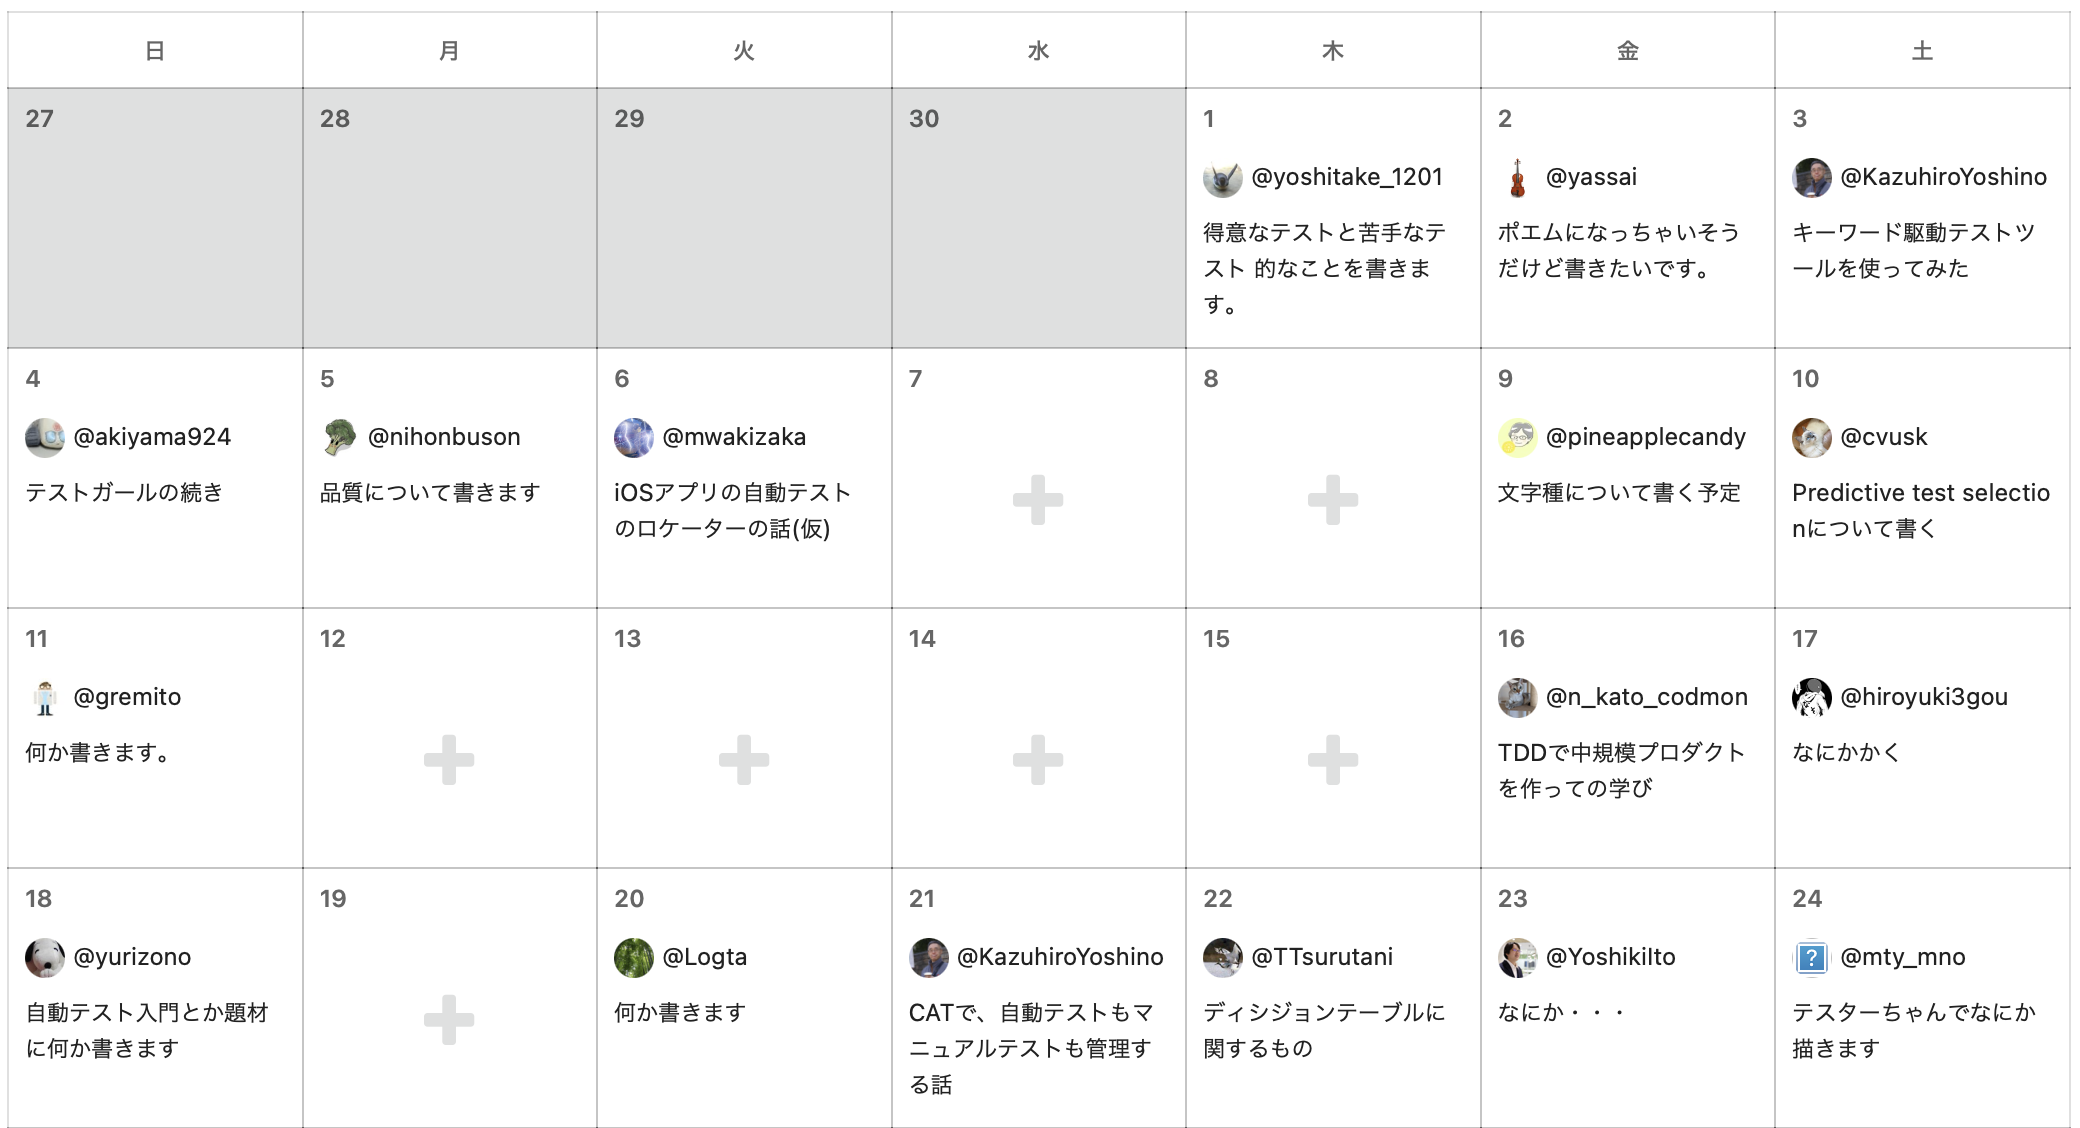 日 月 火 水 木 金 土
27 28 29 30 1 2 3
@yoshitake_1201
得意なテストと苦手なテ
スト 的なことを書きま
す。
@yassai
ポエムになっちゃいそう
だけど書きたいです。
@KazuhiroYoshino
キーワード駆動テストツ
ールを使ってみた
4
@akiyama924
テストガールの続き
5
@nihonbuson
品質について書きます
6
@mwakizaka
iOSアプリの自動テスト
のロケーターの話(仮)
7
8
9
@pineapplecandy
文字種について書く予定
10
@cvusk
Predictive test selectio
nについて書く
11
@gremito
何か書きます。
12
13
14
15
16
@n_kato_codmon
TDDで中規模プロダクト
を作っての学び
17
@hiroyuki3gou
なにかかく
18
@yurizono
自動テスト入門とか題材
に何か書きます
19
20
@Logta
何か書きます
21
@KazuhiroYoshino
CATで、自動テストもマ
ニュアルテストも管理す
る話
22
@TTsurutani
ディシジョンテーブルに
関するもの
23
@YoshikiIto
なにか・・・
24
?
@mty_mno
テスターちゃんでなにか
描きます